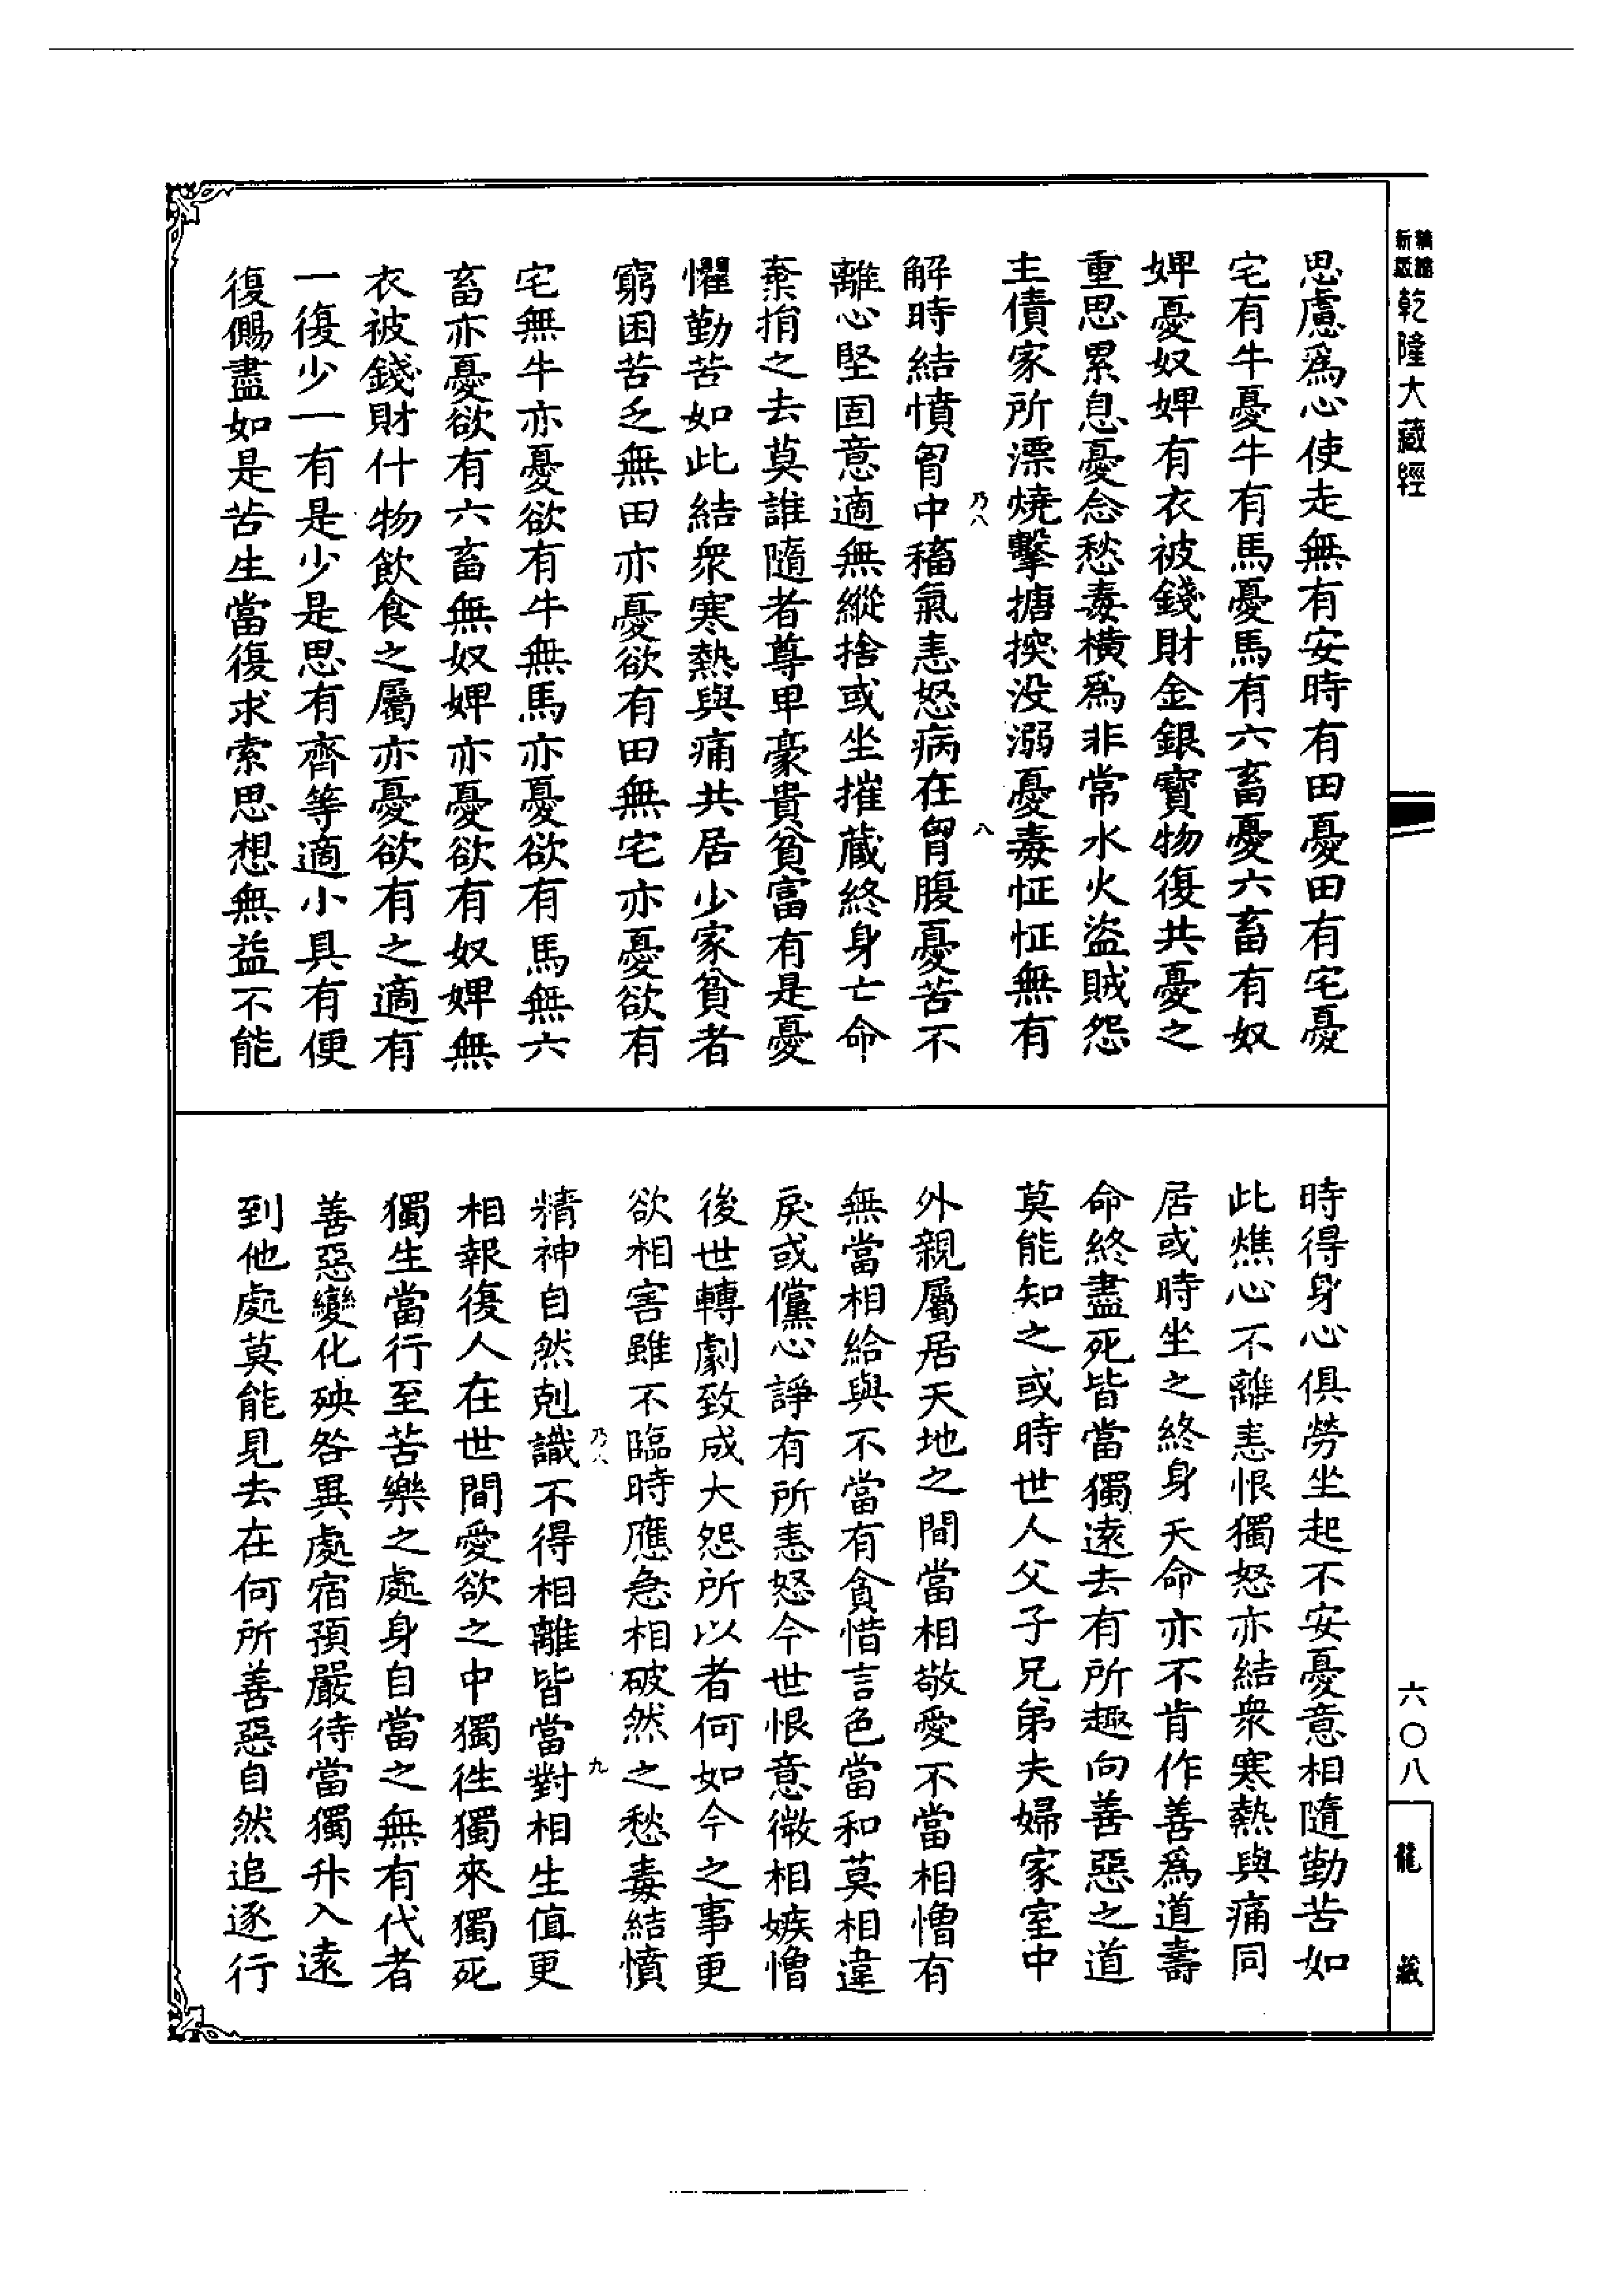 精縮新版乾隆大藏經
思慮爲心使走無有安時有田憂田有宅憂
宅有牛憂牛有馬憂馬有六畜憂六畜有奴
婢憂奴婢有衣被錢財金銀寶物復共憂之
重思累息憂念愁毒橫爲非常水火盜賊怨
主債家所漂燒擊搪揬没溺憂毒怔怔無有
解時結憤胷中稸氣恚怒病在胷腹憂苦不
離心堅固意適無縱捨或坐摧藏終身亡命
棄捐之去莫誰隨者尊卑豪貴貧富有是憂
懼勤苦如此結衆寒熱與痛共居少家貧者
窮困苦乏無田亦憂欲有田無宅亦憂欲有
宅無牛亦憂欲有牛無馬亦憂欲有馬無六
畜亦憂欲有六畜無奴婢亦憂欲有奴婢無
衣被錢財什物飲食之屬亦憂欲有之適有
一復少一有是少是思有齊等適小具有便
復儩盡如是苦生當復求索思想無益不能
乃八
八
時得身心俱勞坐起不安憂意相隨勤苦如
此燋心不離恚恨獨怒亦結衆寒熱與痛同
居或時坐之終身夭命亦不肯作善爲道壽
命終盡死皆當獨遠去有所趣向善惡之道
莫能知之或時世人父子兄弟夫婦家室中
外親屬居天地之間當相敬愛不當相憎有
無當相給與不當有貪惜言色當和莫相違
戾或儻心諍有所恚怒今世恨意微相嫉憎
後世轉劇致成大怨所以者何如今之事更
欲相害雖不臨時應急相破然之愁毒結憤
精神自然剋識不得相離皆當對相生值更
相報復人在世間愛欲之中獨徃獨來獨死
獨生當行至苦樂之處身自當之無有代者
善惡變化殃咎異處宿預嚴待當獨升入遠
到他處莫能見去在何所善惡自然追逐行
乃八
九
六〇八
龍藏